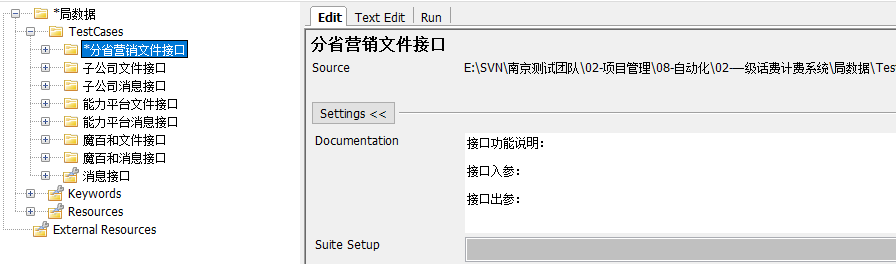 *局数据
TestCases
*分省营销文件接口
子公司文件接口
子公司消息接口
能力平台文件接口
能力平台消息接口
魔百和文件接口
魔百和消息接口
消息接口
Keywords
Resources
External Resources
Edit
Text Edit
Run
分省营销文件接口
Source
E:\SVN\南京测试团队\02-项目管理\08-自动化\02-一级话费计费系统\局数据\Tes
Settings <<
Documentation
接口功能说明：
接口入参：
接口出参：
Suite Setup